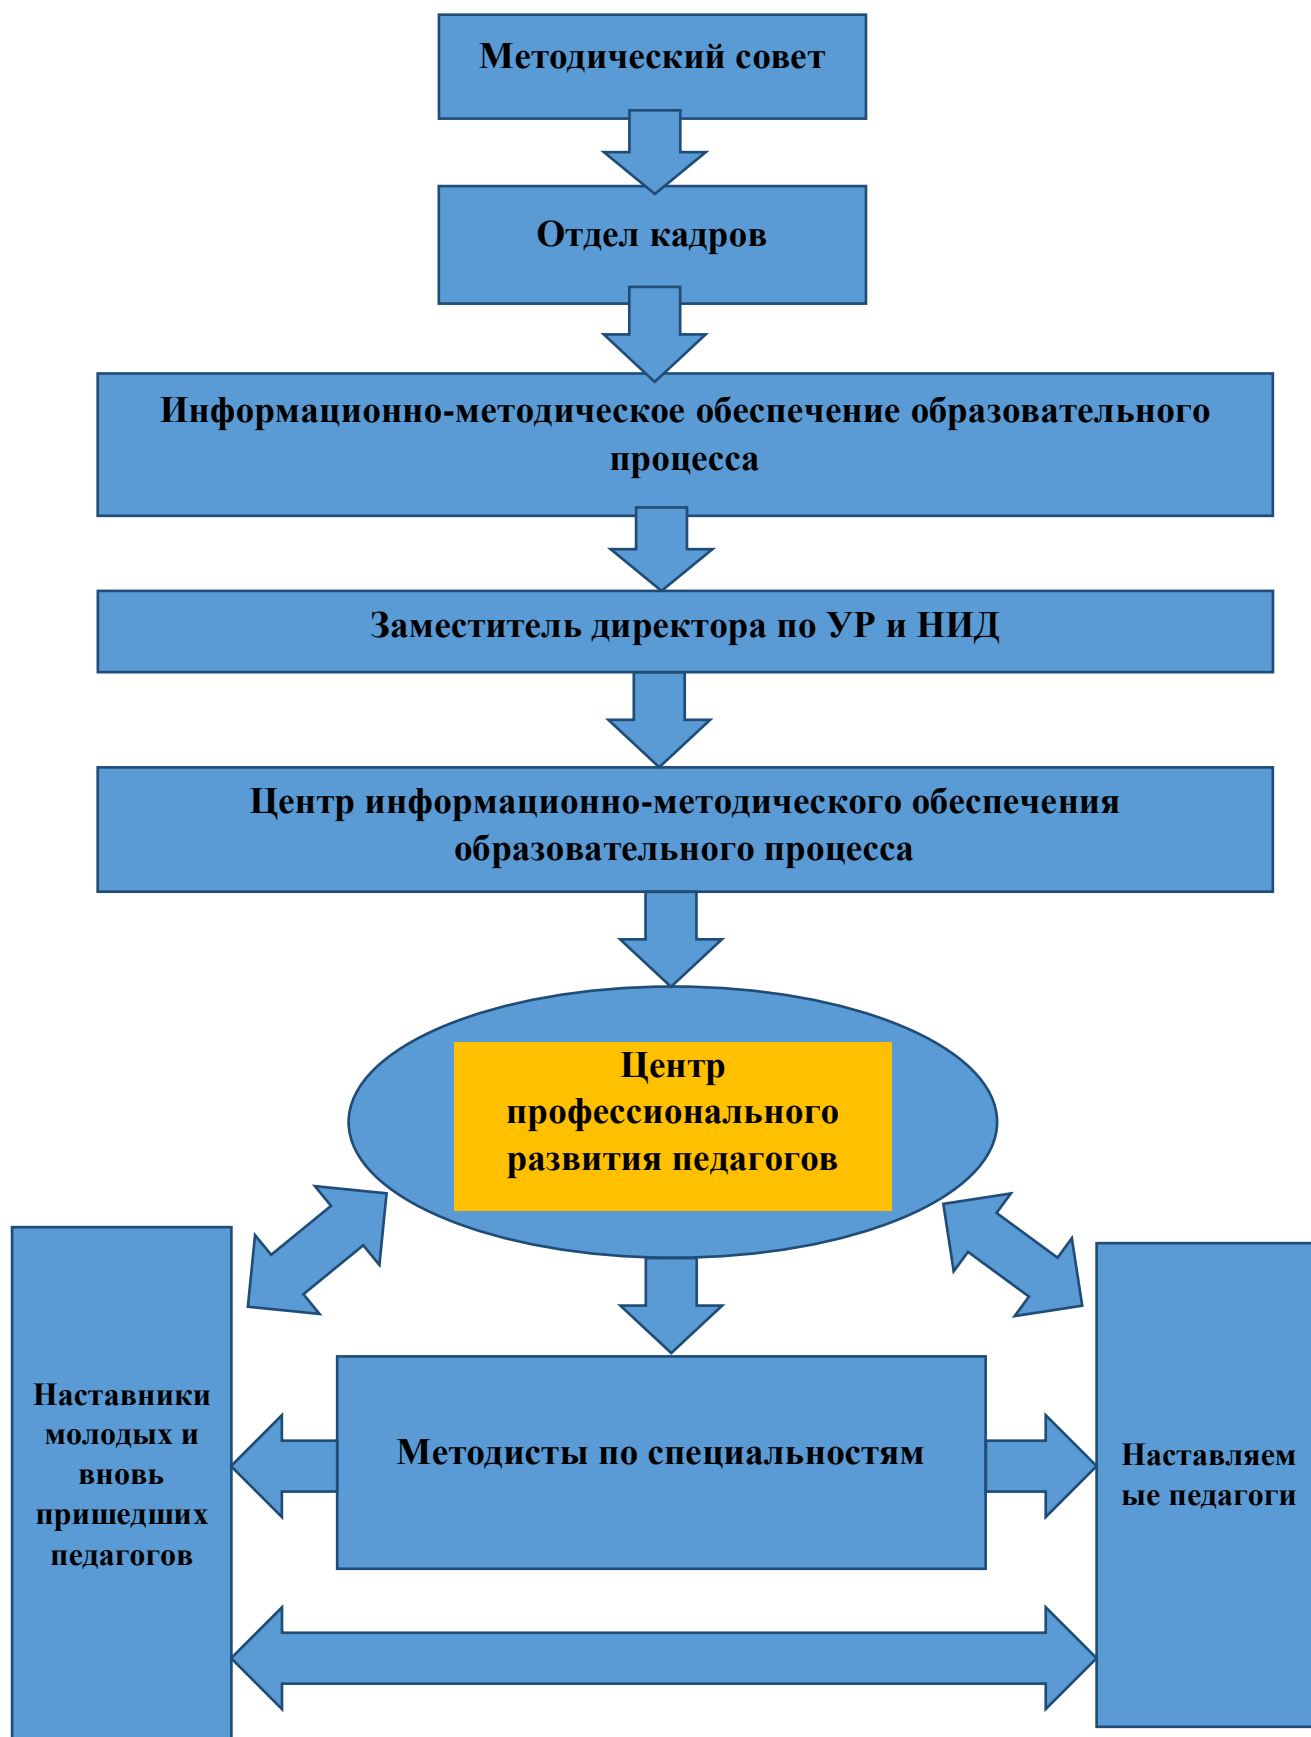 Методический совет
Отдел кадров
Информационно-методическое обеспечение образовательного
процесса
Заместитель директора по УР и НИД
Центр информационно-методического обеспечения
образовательного процесса
Центр
профессионального
развития педагогов
Наставники
молодых и
вновь
пришедших
педагогов
Методисты по специальностям
Наставляем
ые педагоги